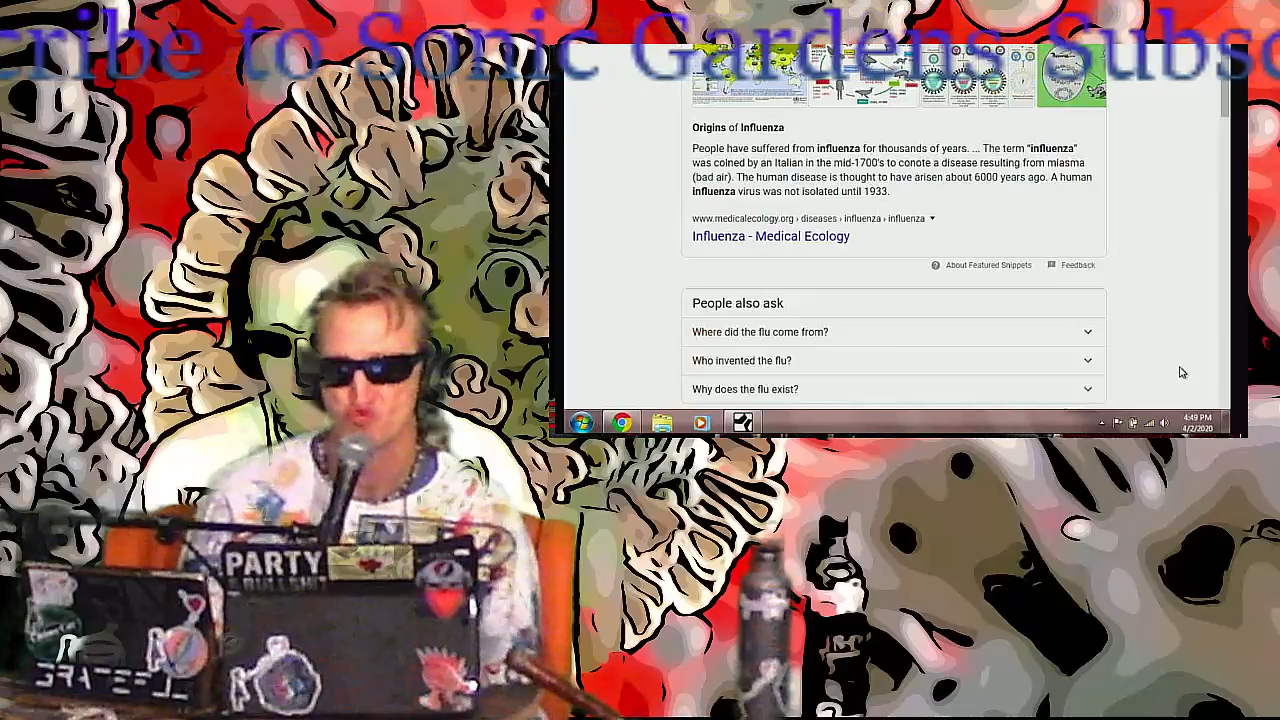 cribe to Sonic Gardens Subsc
Origins of Influenza
People have suffered from influenza for thousands of years. ... The term "influenza"
was coined by an Italian in the mid-1700's to conote a disease resulting from miasma
(bad air). The human disease is thought to have arisen about 6000 years ago. A human
influenza virus was not isolated until 1933.
www.medicalecology.org › diseases › influenza › influenza
Influenza - Medical Ecology
About Featured Snippets
Feedback
People also ask
Where did the flu come from?
Who invented the flu?
Why does the flu exist?
4:49 PM
4/2/2020
PARTY
& BULLSHIT